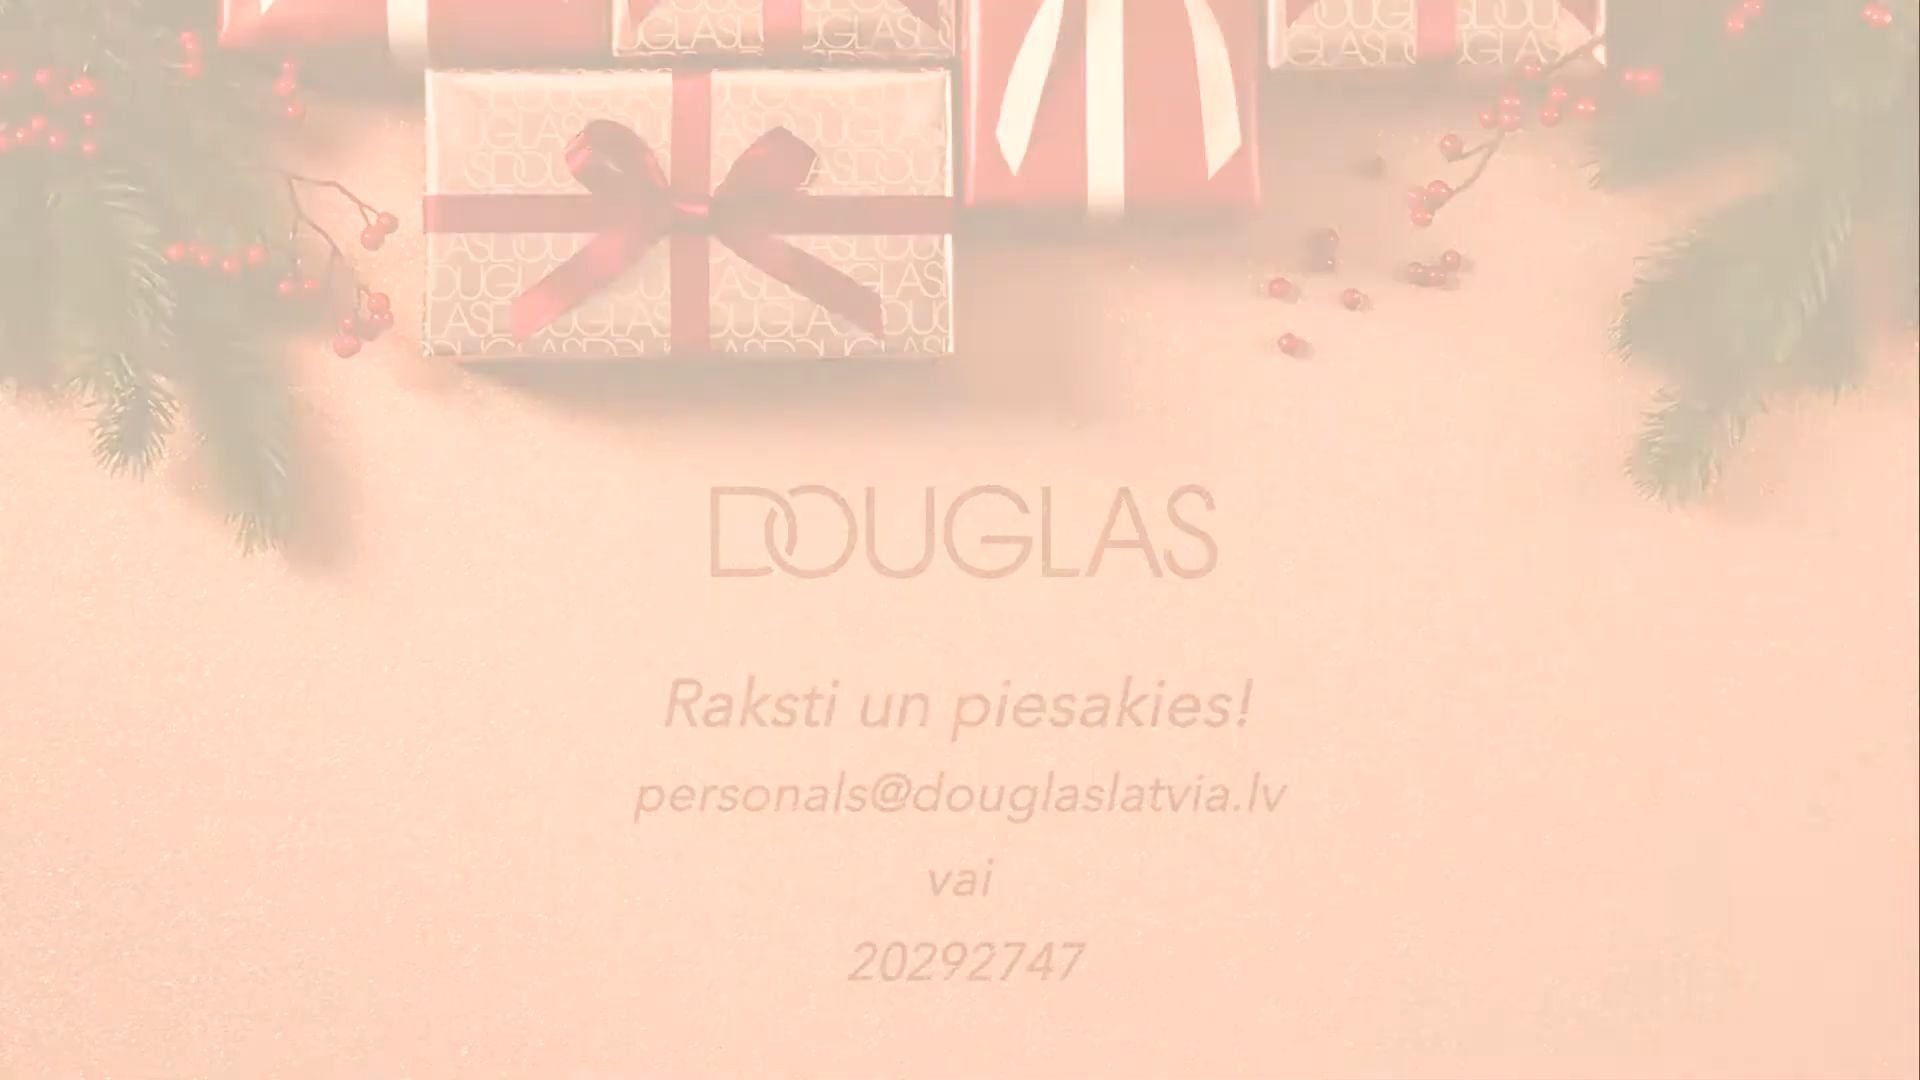 DOUGLAS
Raksti un piesakies!
personals@douglaslatvia.lv
vai
20292747